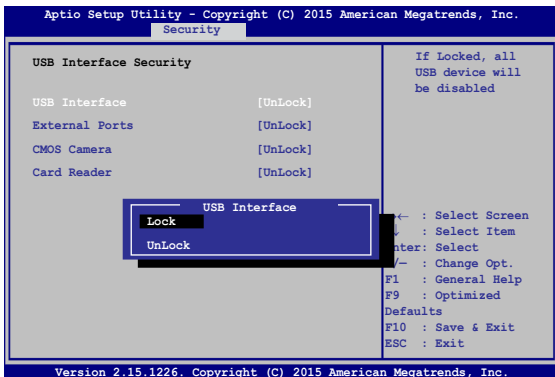 Aptio Setup Utility - Copyright (C) 2015 American Megatrends, Inc.
Security
USB Interface Security
USB Interface [UnLock]
External Ports [UnLock]
CMOS Camera [UnLock]
Card Reader [UnLock]
If Locked, all
USB device will
be disabled
USB Interface
Lock
UnLock
→← : Select Screen
↓ : Select Item
nter: Select
/— : Change Opt.
F1 : General Help
F9 : Optimized
Defaults
F10 : Save & Exit
ESC : Exit
Version 2.15.1226. Copyright (C) 2015 American Megatrends, Inc.